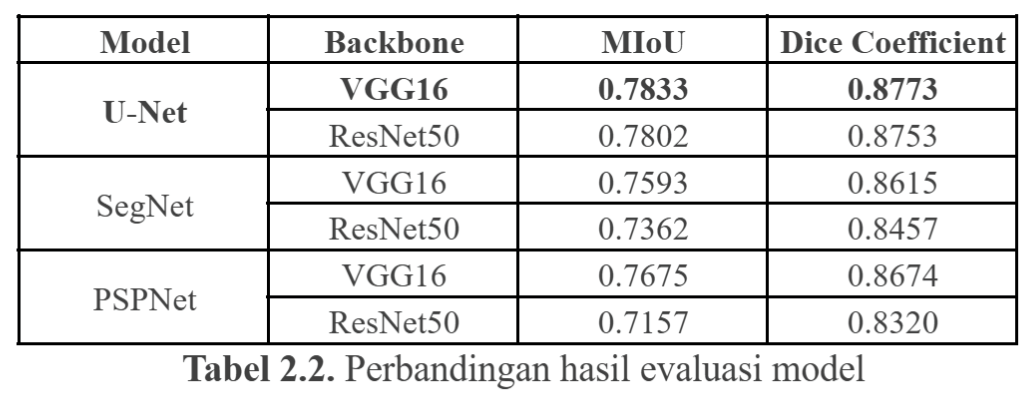 Model Backbone MIoU Dice Coefficient
U-Net VGG16 0.7833 0.8773
ResNet50 0.7802 0.8753
SegNet VGG16 0.7593 0.8615
ResNet50 0.7362 0.8457
PSPNet VGG16 0.7675 0.8674
ResNet50 0.7157 0.8320
Tabel 2.2. Perbandingan hasil evaluasi model